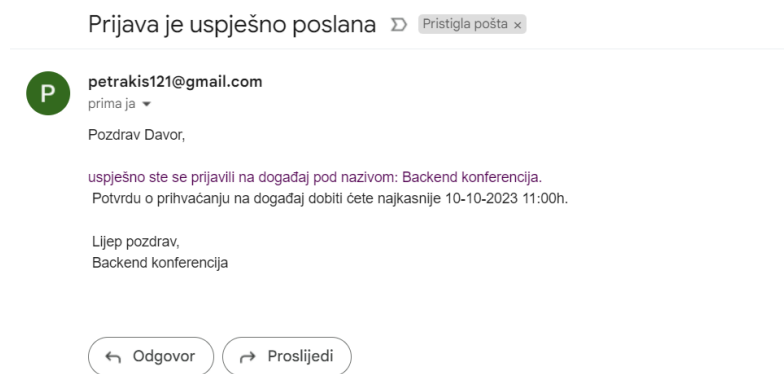 Prijava je uspješno poslana Pristigla pošta ×
P
petrakis121@gmail.com
prima ja
Pozdrav Davor,
uspješno ste se prijavili na događaj pod nazivom: Backend konferencija.
Potvrdu o prihvaćanju na događaj dobiti ćete najkasnije 10-10-2023 11:00h.
Lijep pozdrav,
Backend konferencija
Odgovor Proslijedi